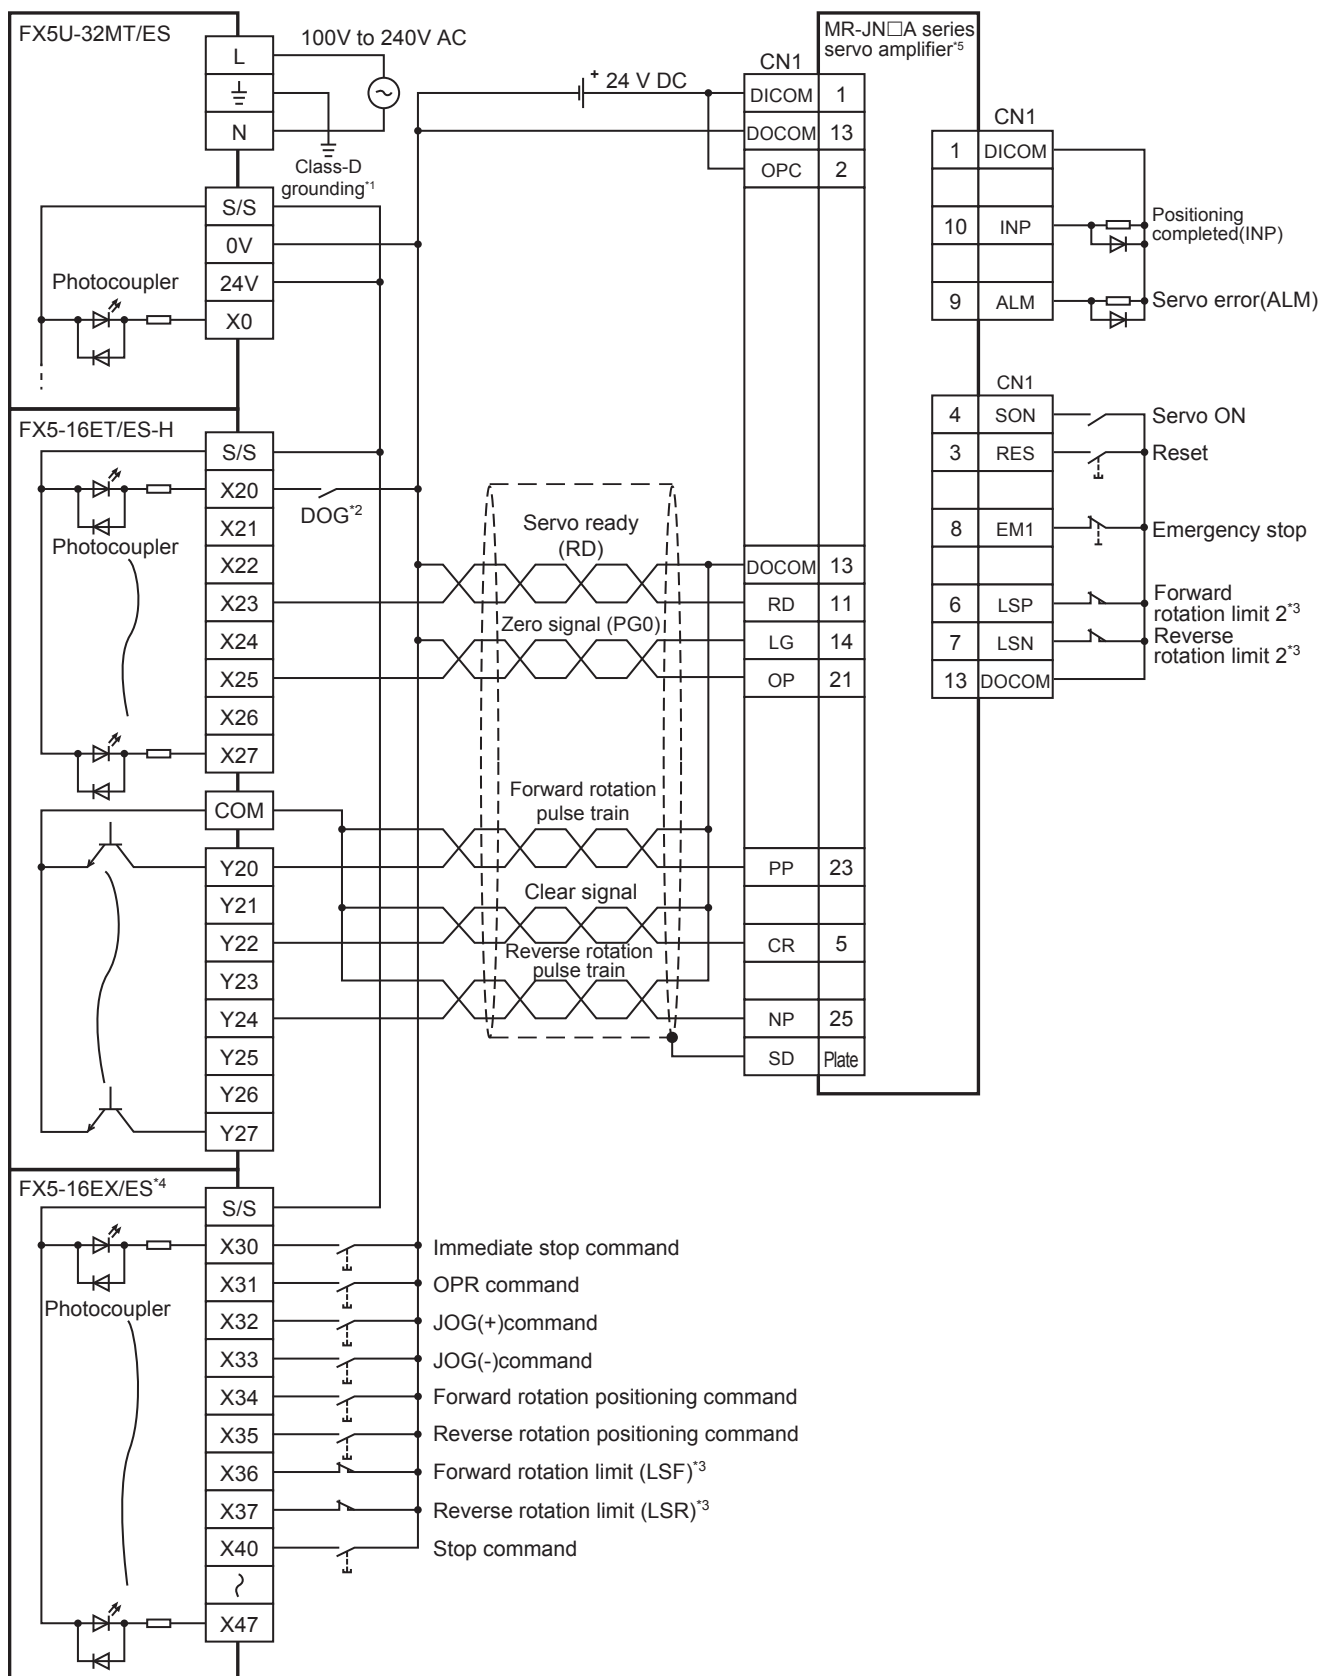 FX5U-32MT/ES
L
N
100V to 240V AC
Class-D
grounding*1
S/S
0V
24V
X0
Photocoupler
FX5-16ET/ES-H
S/S
X20
X21
X22
X23
X24
X25
X26
X27
Photocoupler
DOG*2
COM
Y20
Y21
Y22
Y23
Y24
Y25
Y26
Y27
FX5-16EX/ES*4
S/S
X30 Immediate stop command
X31 OPR command
X32 JOG(+)command
X33 JOG(-)command
X34 Forward rotation positioning command
X35 Reverse rotation positioning command
X36 Forward rotation limit (LSF)*3
X37 Reverse rotation limit (LSR)*3
X40 Stop command
X47
Photocoupler
+ 24 V DC
Servo ready
(RD)
Zero signal (PG0)
Forward rotation
pulse train
Clear signal
Reverse rotation
pulse train
MR-JN□A series
servo amplifier*5
CN1
DICOM 1
DOCOM 13
OPC 2
DOCOM 13
RD 11
LG 14
OP 21
PP 23
CR 5
NP 25
SD Plate
CN1
1 DICOM
10 INP Positioning
completed(INP)
9 ALM Servo error(ALM)
CN1
4 SON Servo ON
3 RES Reset
8 EM1 Emergency stop
6 LSP Forward
rotation limit 2*3
7 LSN Reverse
rotation limit 2*3
13 DOCOM